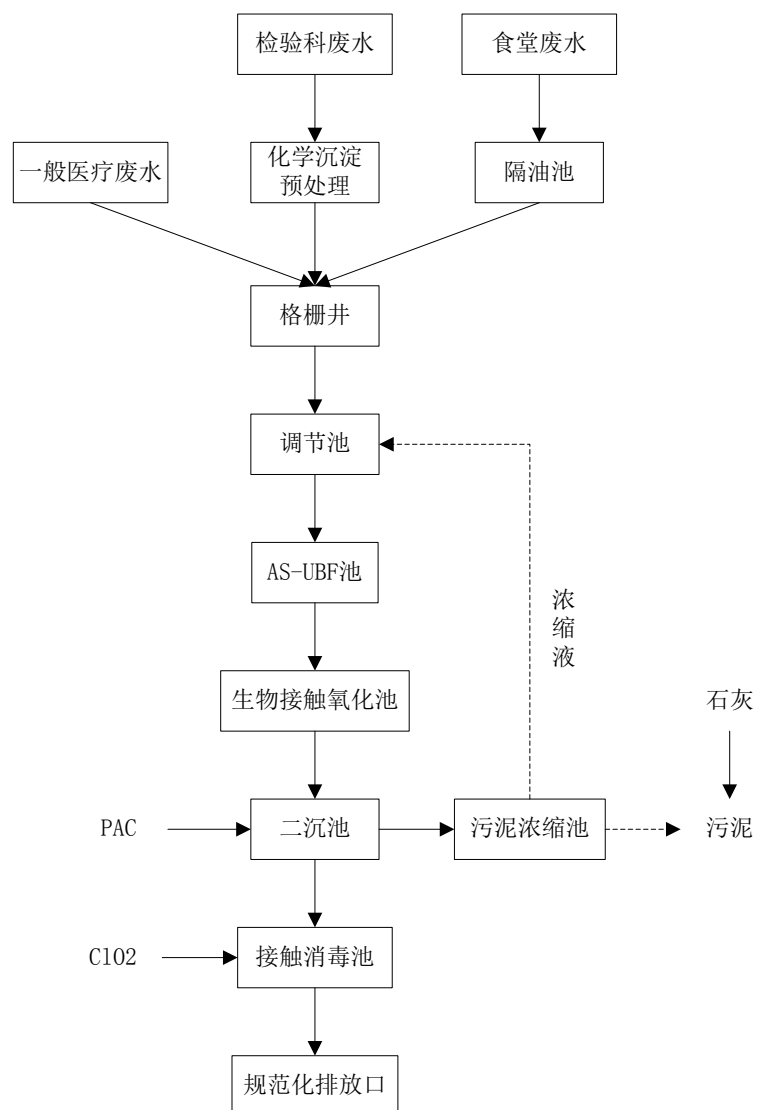 检验科废水
食堂废水
一般医疗废水
化学沉淀
预处理
隔油池
格栅井
调节池
AS-UBF池
浓
缩
液
生物接触氧化池
石灰
PAC
二沉池
污泥浓缩池
污泥
ClO2
接触消毒池
规范化排放口